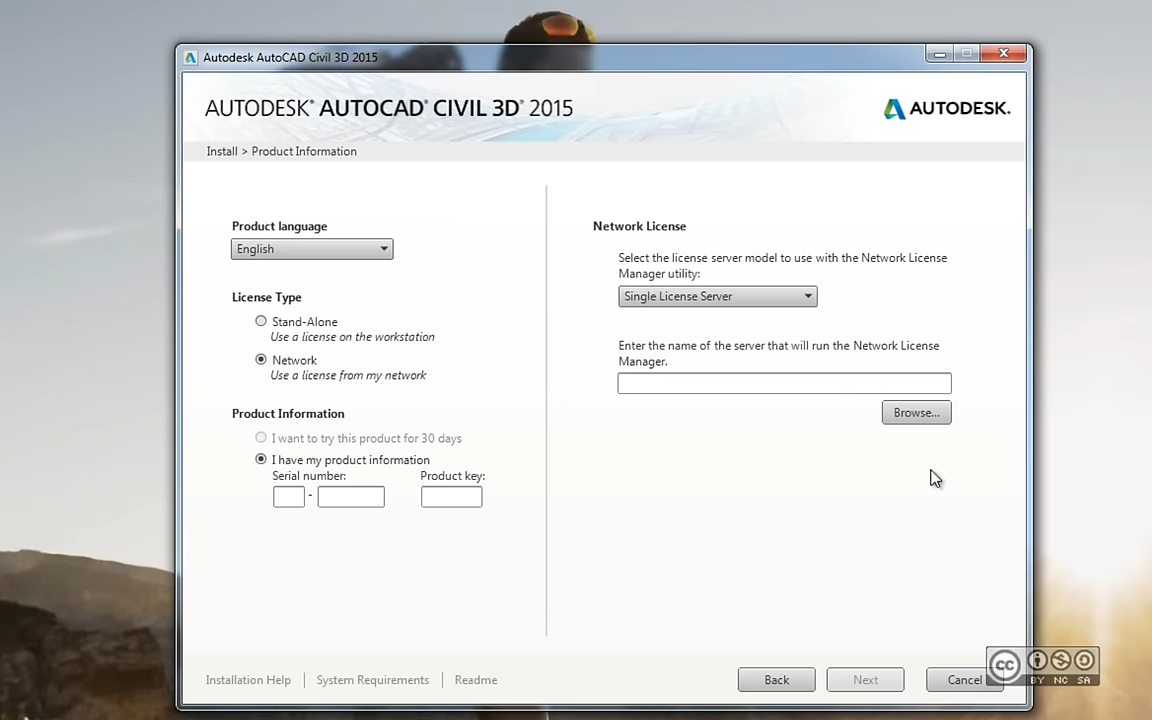 Autodesk AutoCAD Civil 3D 2015
AUTODESK® AUTOCAD® CIVIL 3D® 2015
AUTODESK.
Install > Product Information
Product language
English
License Type
Stand-Alone
Use a license on the workstation
Network
Use a license from my network
Product Information
I want to try this product for 30 days
I have my product information
Serial number:
Product key:
-
Network License
Select the license server model to use with the Network License
Manager utility:
Single License Server
Enter the name of the server that will run the Network License
Manager.
Browse...
Installation Help
System Requirements
Readme
Back
Next
Cancel
cc
BY NC SA